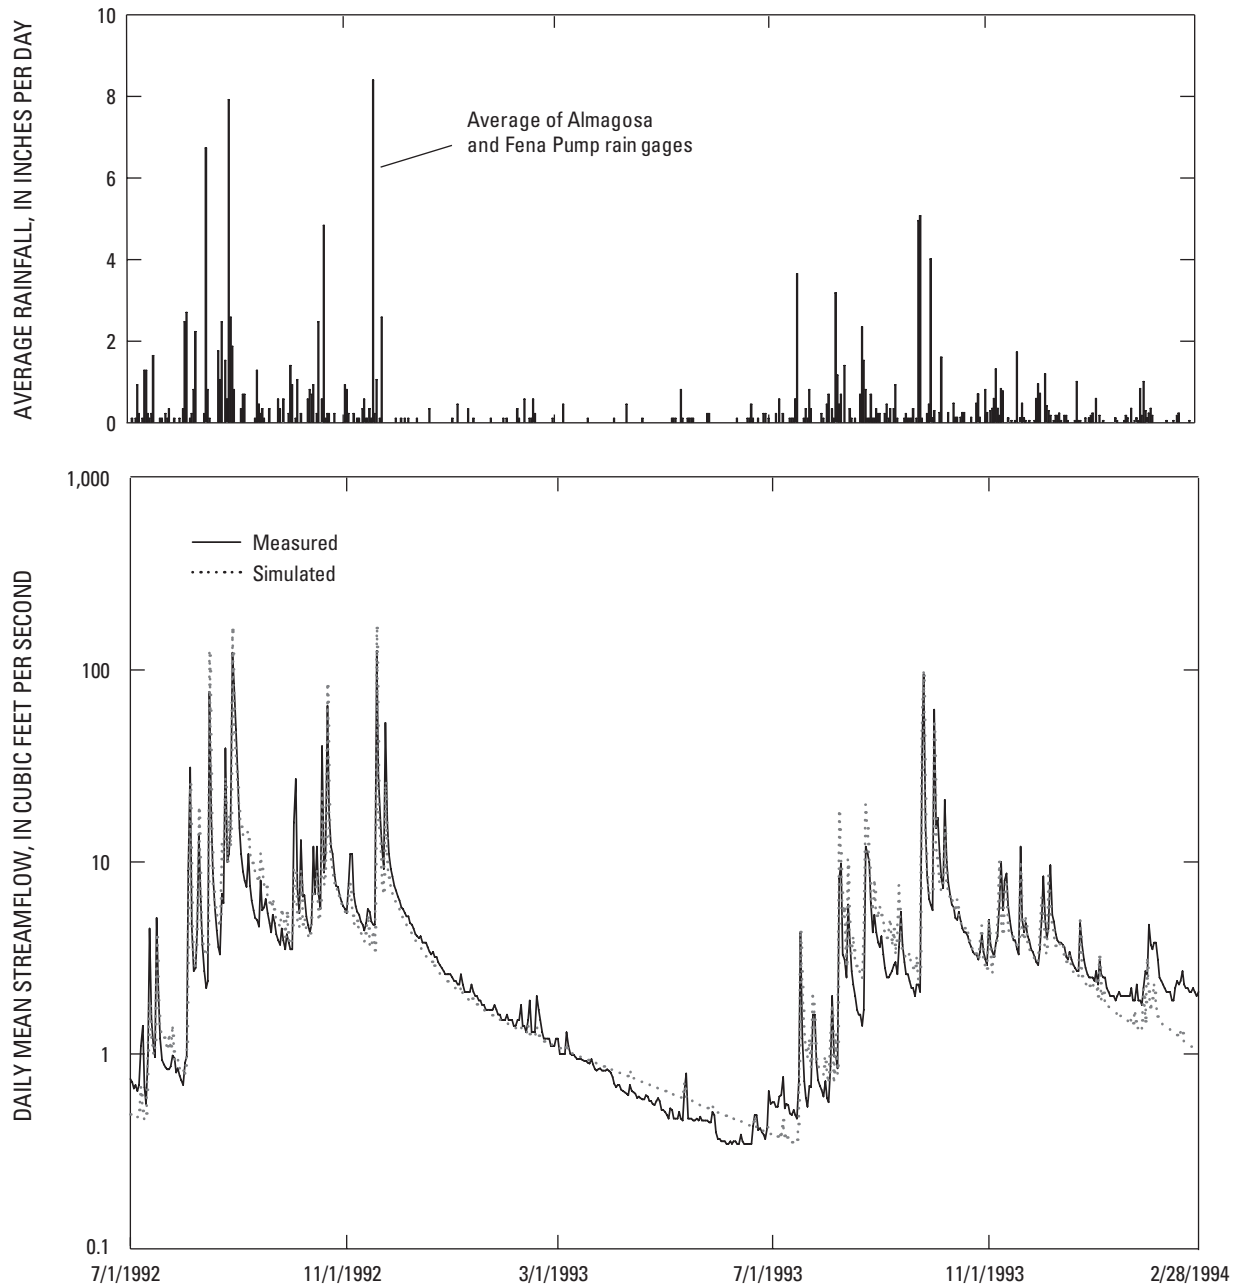 AVERAGE RAINFALL, IN INCHES PER DAY
10
8
6
4
2
0
Average of Almagosa
and Fena Pump rain gages
DAILY MEAN STREAMFLOW, IN CUBIC FEET PER SECOND
1,000
100
10
1
0.1
Measured
Simulated
7/1/1992
11/1/1992
3/1/1993
7/1/1993
11/1/1993
2/28/1994